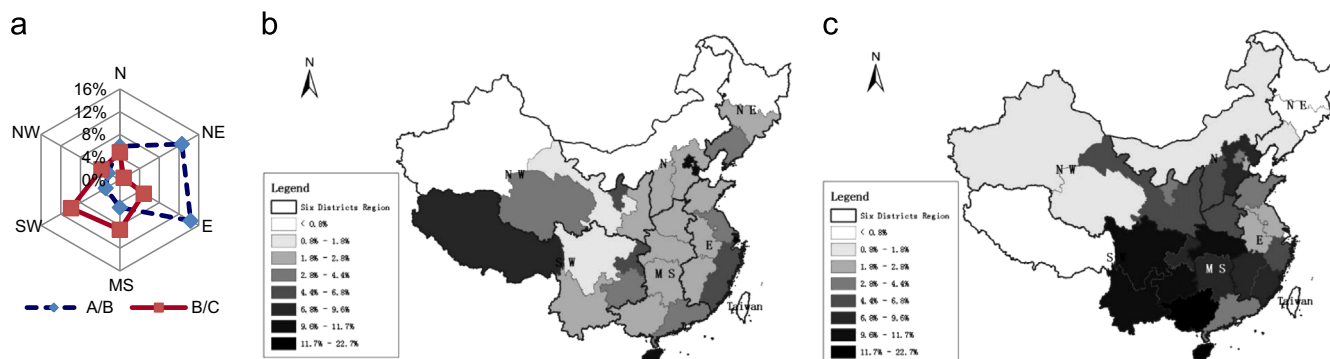 a
N
16%
12%
8%
4%
0%
NW
NE
SW
E
MS
A/B
B/C
b
N
N E
N
N W
E
S W
M S
Taiwan
Legend
Six Districts Region
< 0.8%
0.8% - 1.8%
1.8% - 2.8%
2.8% - 4.4%
4.4% - 6.8%
6.8% - 9.6%
9.6% - 11.7%
11.7% - 22.7%
c
N
N E
N
N W
E
S
M S
Taiwan
Legend
Six Districts Region
< 0.8%
0.8% - 1.8%
1.8% - 2.8%
2.8% - 4.4%
4.4% - 6.8%
6.8% - 9.6%
9.6% - 11.7%
11.7% - 22.7%